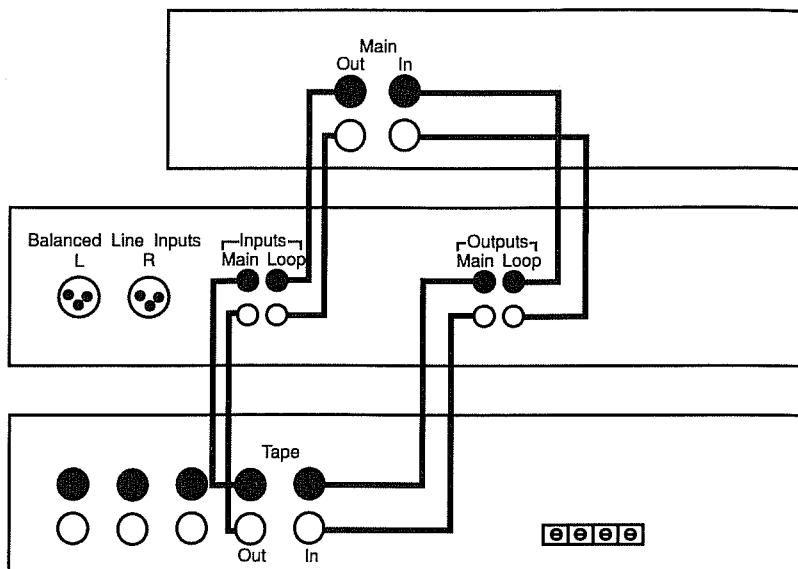 Main
Out In
Balanced Line Inputs
L R
Inputs
Main Loop
Outputs
Main Loop
Tape
Out In